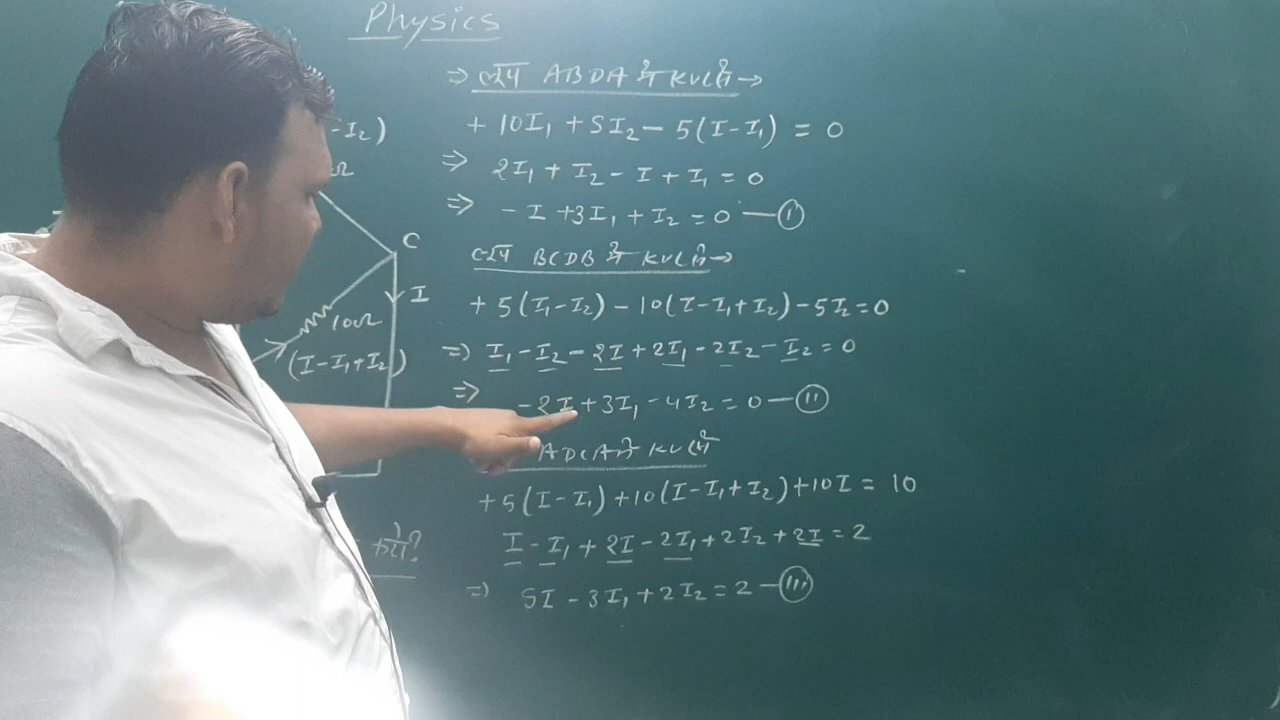 Physics
⇒ लूप ABDA में KVL से →
-I₂)
Ω
+ 10I₁ + 5I₂ - 5(I-I₁) = 0
⇒ 2I₁ + I₂ - I + I₁ = 0
⇒ -I + 3I₁ + I₂ = 0 — Ⓘ
C
लूप BCDB में KVL से →
I
+ 5(I₁-I₂) - 10(I-I₁+I₂) - 5I₂ = 0
10Ω
(I-I₁+I₂)
⇒ I₁ - I₂ - 2I + 2I₁ - 2I₂ - I₂ = 0
⇒ -2I + 3I₁ - 4I₂ = 0 — (II)
ADCA में KVL से
+ 5(I-I₁) + 10(I-I₁+I₂) + 10I = 10
I - I₁ + 2I - 2I₁ + 2I₂ + 2I = 2
?
⇒ 5I - 3I₁ + 2I₂ = 2 — (III)